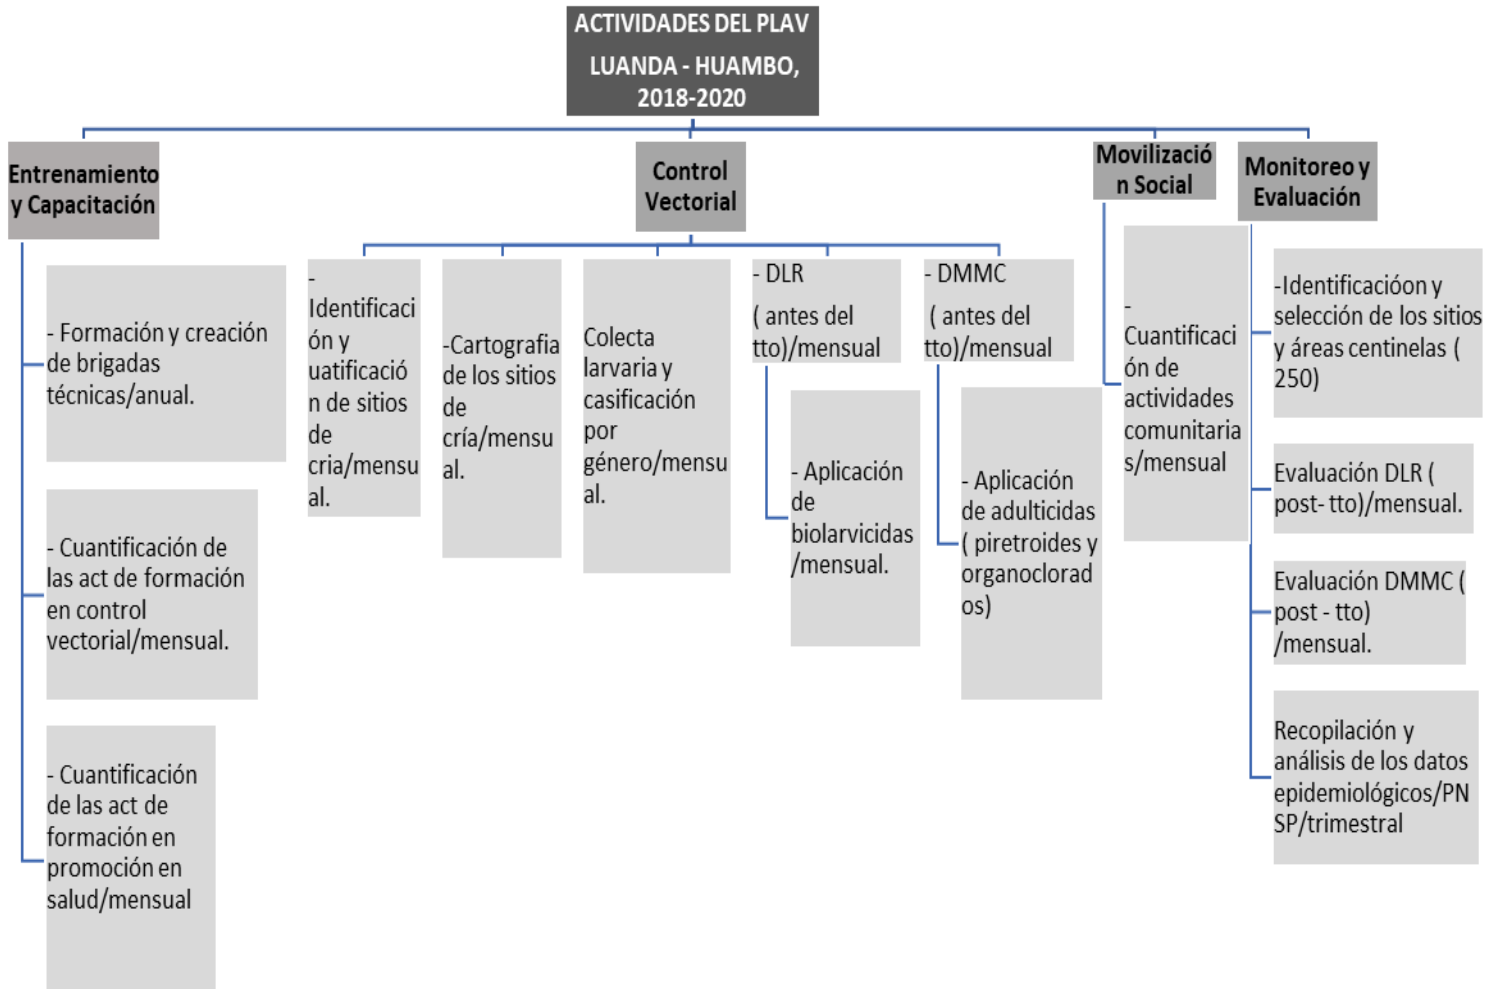 ACTIVIDADES DEL PLAV
LUANDA - HUAMBO,
2018-2020
Entrenamiento
y Capacitación
- Formación y creación
de brigadas
técnicas/anual.
- Cuantificación de
las act de formación
en control
vectorial/mensual.
- Cuantificación
de las act de
formación en
promoción en
salud/mensual
Control
Vectorial
-
Identificaci
ón y
uatificació
n de sitios
de
cria/mensu
al.
-Cartografia
de los sitios
de
cría/mensu
al.
Colecta
larvaria y
casificación
por
género/mensu
al.
- DLR
( antes del
tto)/mensual
- Aplicación
de
biolarvicidas
/mensual.
- DMMC
( antes del
tto)/mensual
- Aplicación
de adulticidas
( piretroides y
organoclorad
os)
Movilizació
n Social
-
Cuantificaci
ón de
actividades
comunitaria
s/mensual
Monitoreo y
Evaluación
-Identificacióon y
selección de los sitios
y áreas centinelas (
250)
Evaluación DLR (
post- tto)/mensual.
Evaluación DMMC (
post - tto)
/mensual.
Recopilación y
análisis de los datos
epidemiológicos/PN
SP/trimestral